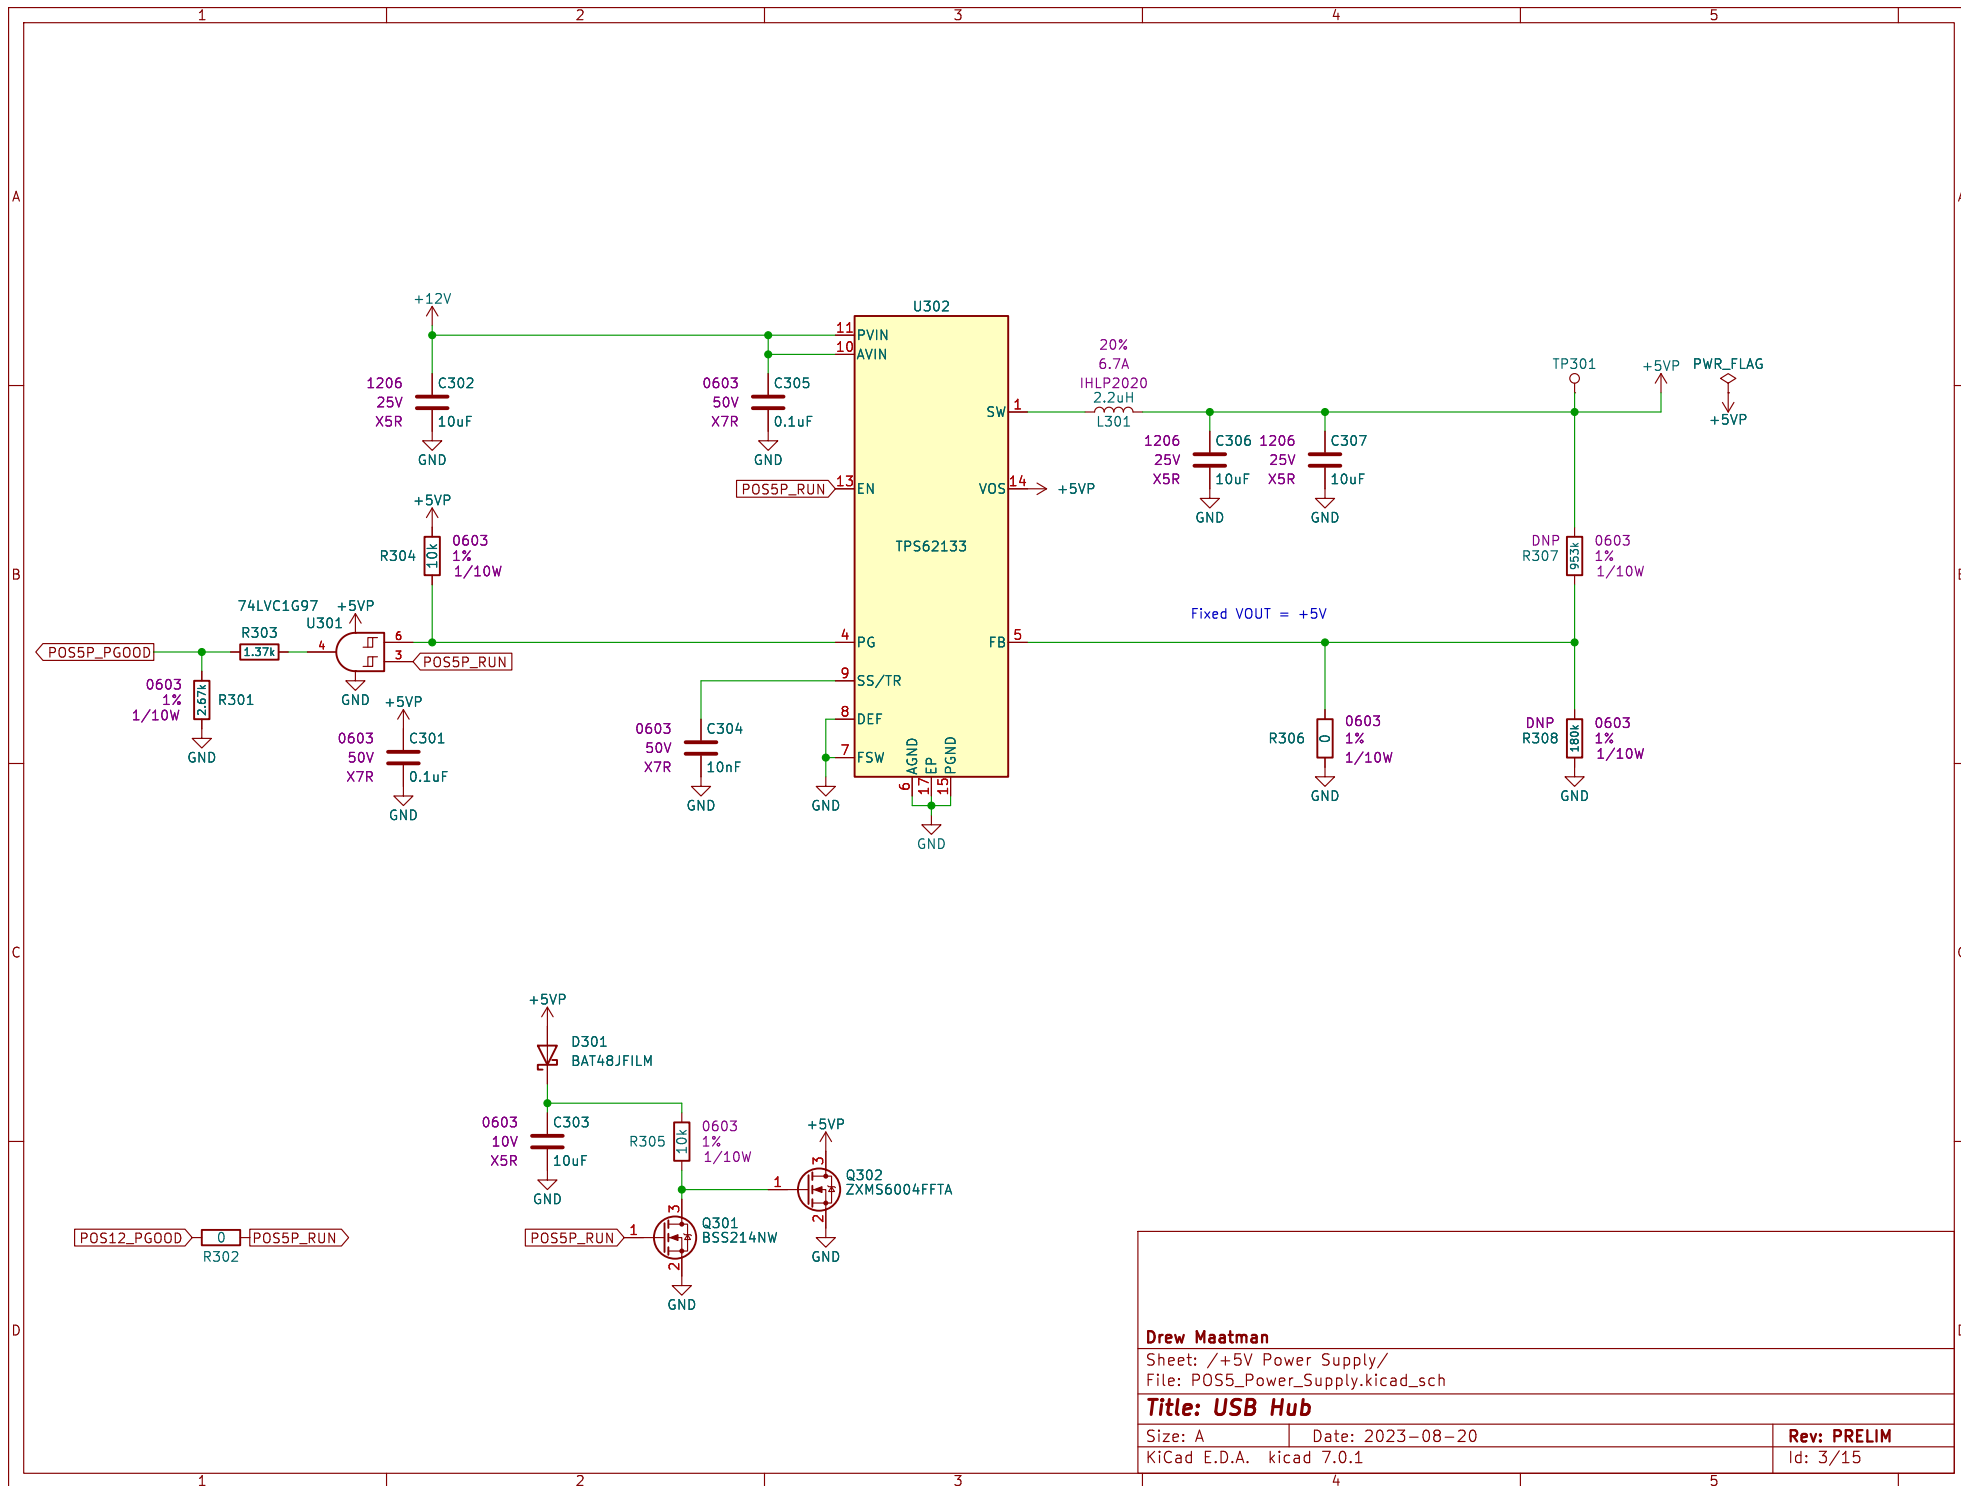 1 2 3 4 5
A
B
C
D
+12V
1206
25V
X5R
C302
10uF
GND
0603
50V
X7R
C305
0.1uF
GND
U302
11 PVIN
10 AVIN
SW 1
POS5P_RUN 13 EN
VOS 14 +5VP
TPS62133
4 PG
FB 5
9 SS/TR
8 DEF
7 FSW
AGND
EP
PGND
6
17
15
GND
GND
20%
6.7A
IHLP2020
2.2uH
L301
1206
25V
X5R
C306
10uF
GND
1206
25V
X5R
C307
10uF
GND
TP301
+5VP
PWR_FLAG
+5VP
DNP
R307
953k
0603
1%
1/10W
Fixed VOUT = +5V
R306
0
0603
1%
1/10W
GND
DNP
R308
180k
0603
1%
1/10W
GND
+5VP
R304
10k
0603
1%
1/10W
74LVC1G97
U301
+5VP
4
6
3
POS5P_RUN
GND
R303
1.37k
POS5P_PGOOD
0603
1%
1/10W
2.67k
R301
GND
+5VP
0603
50V
X7R
C301
0.1uF
GND
0603
50V
X7R
C304
10nF
GND
+5VP
D301
BAT48JFILM
0603
10V
X5R
C303
10uF
GND
R305
10k
0603
1%
1/10W
+5VP
3
1
2
Q302
ZXMS6004FFTA
GND
POS5P_RUN
1
3
2
Q301
BSS214NW
GND
POS12_PGOOD
0
R302
POS5P_RUN
Drew Maatman
Sheet: /+5V Power Supply/
File: POS5_Power_Supply.kicad_sch
Title: USB Hub
Size: A
Date: 2023-08-20
Rev: PRELIM
KiCad E.D.A. kicad 7.0.1
Id: 3/15
1 2 3 4 5